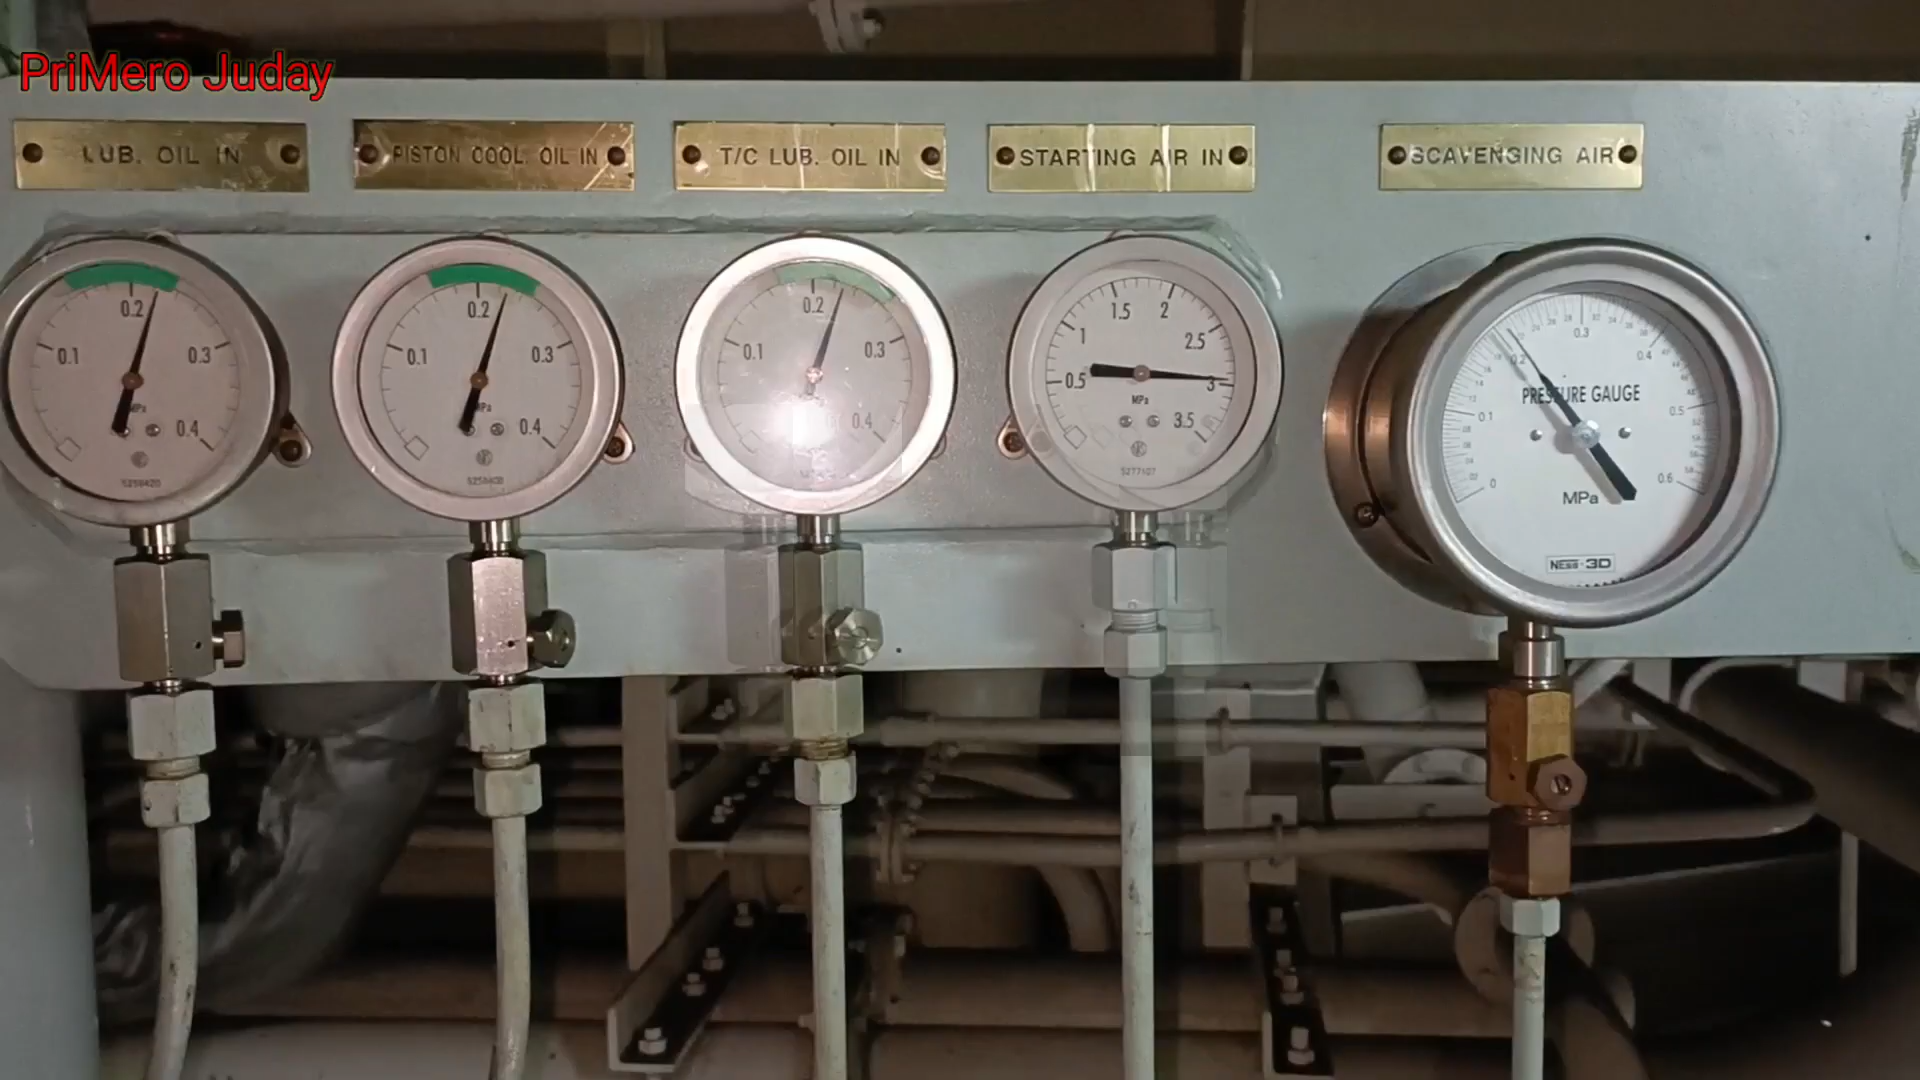 PriMero Juday
LUB. OIL IN
PISTON COOL. OIL IN
T/C LUB. OIL IN
STARTING AIR IN
SCAVENGING AIR
0.1 0.2 0.3 0.4
MPa
0.1 0.2 0.3 0.4
MPa
0.1 0.2 0.3 0.4
0.5 1 1.5 2 2.5 3 3.5
MPa
5277107
0 0.1 0.2 0.3 0.4 0.5 0.6
PRESSURE GAUGE
MPa
NESS-3D